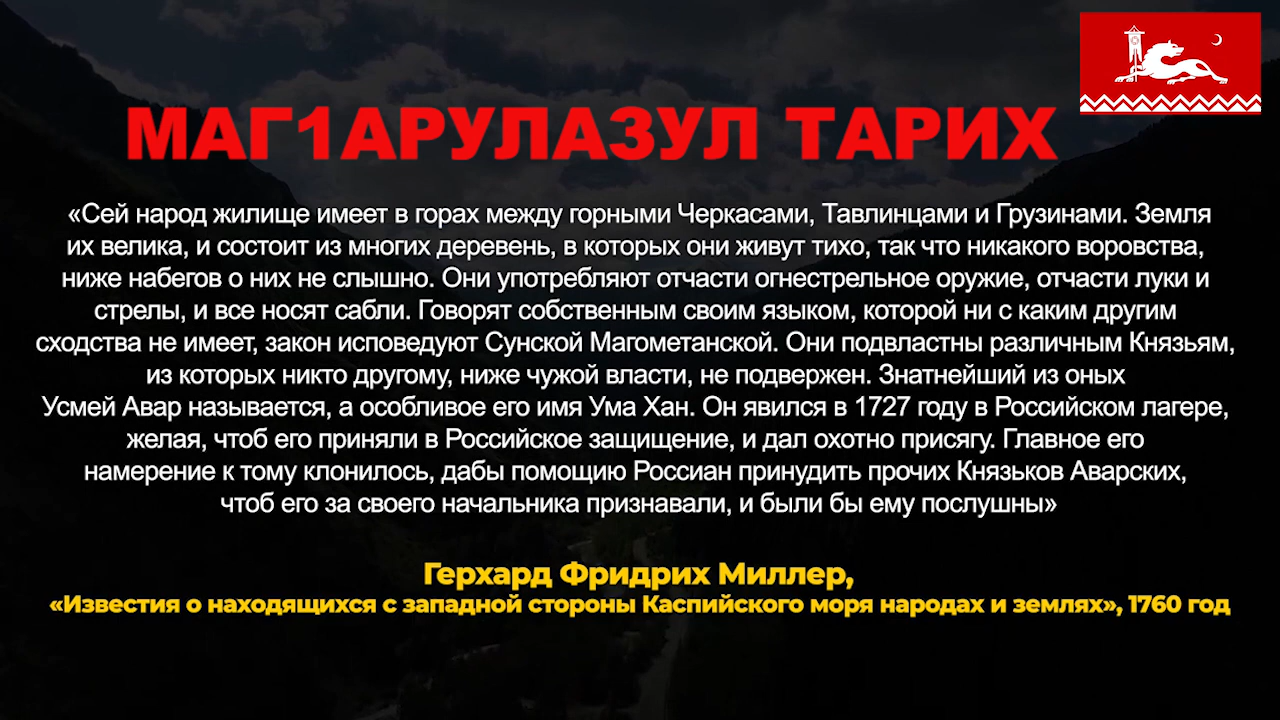 МАГ1АРУЛАЗУЛ ТАРИХ
«Сей народ жилище имеет в горах между горными Черкасами, Тавлинцами и Грузинами. Земля
их велика, и состоит из многих деревень, в которых они живут тихо, так что никакого воровства,
ниже набегов о них не слышно. Они употребляют отчасти огнестрельное оружие, отчасти луки и
стрелы, и все носят сабли. Говорят собственным своим языком, которой ни с каким другим
сходства не имеет, закон исповедуют Сунской Магометанской. Они подвластны различным Князьям,
из которых никто другому, ниже чужой власти, не подвержен. Знатнейший из оных
Усмей Авар называется, а особливое его имя Ума Хан. Он явился в 1727 году в Российском лагере,
желая, чтоб его приняли в Российское защищение, и дал охотно присягу. Главное его
намерение к тому клонилось, дабы помощию Россиан принудить прочих Князьков Аварских,
чтоб его за своего начальника признавали, и были бы ему послушны»
Герхард Фридрих Миллер,
«Известия о находящихся с западной стороны Каспийского моря народах и землях», 1760 год